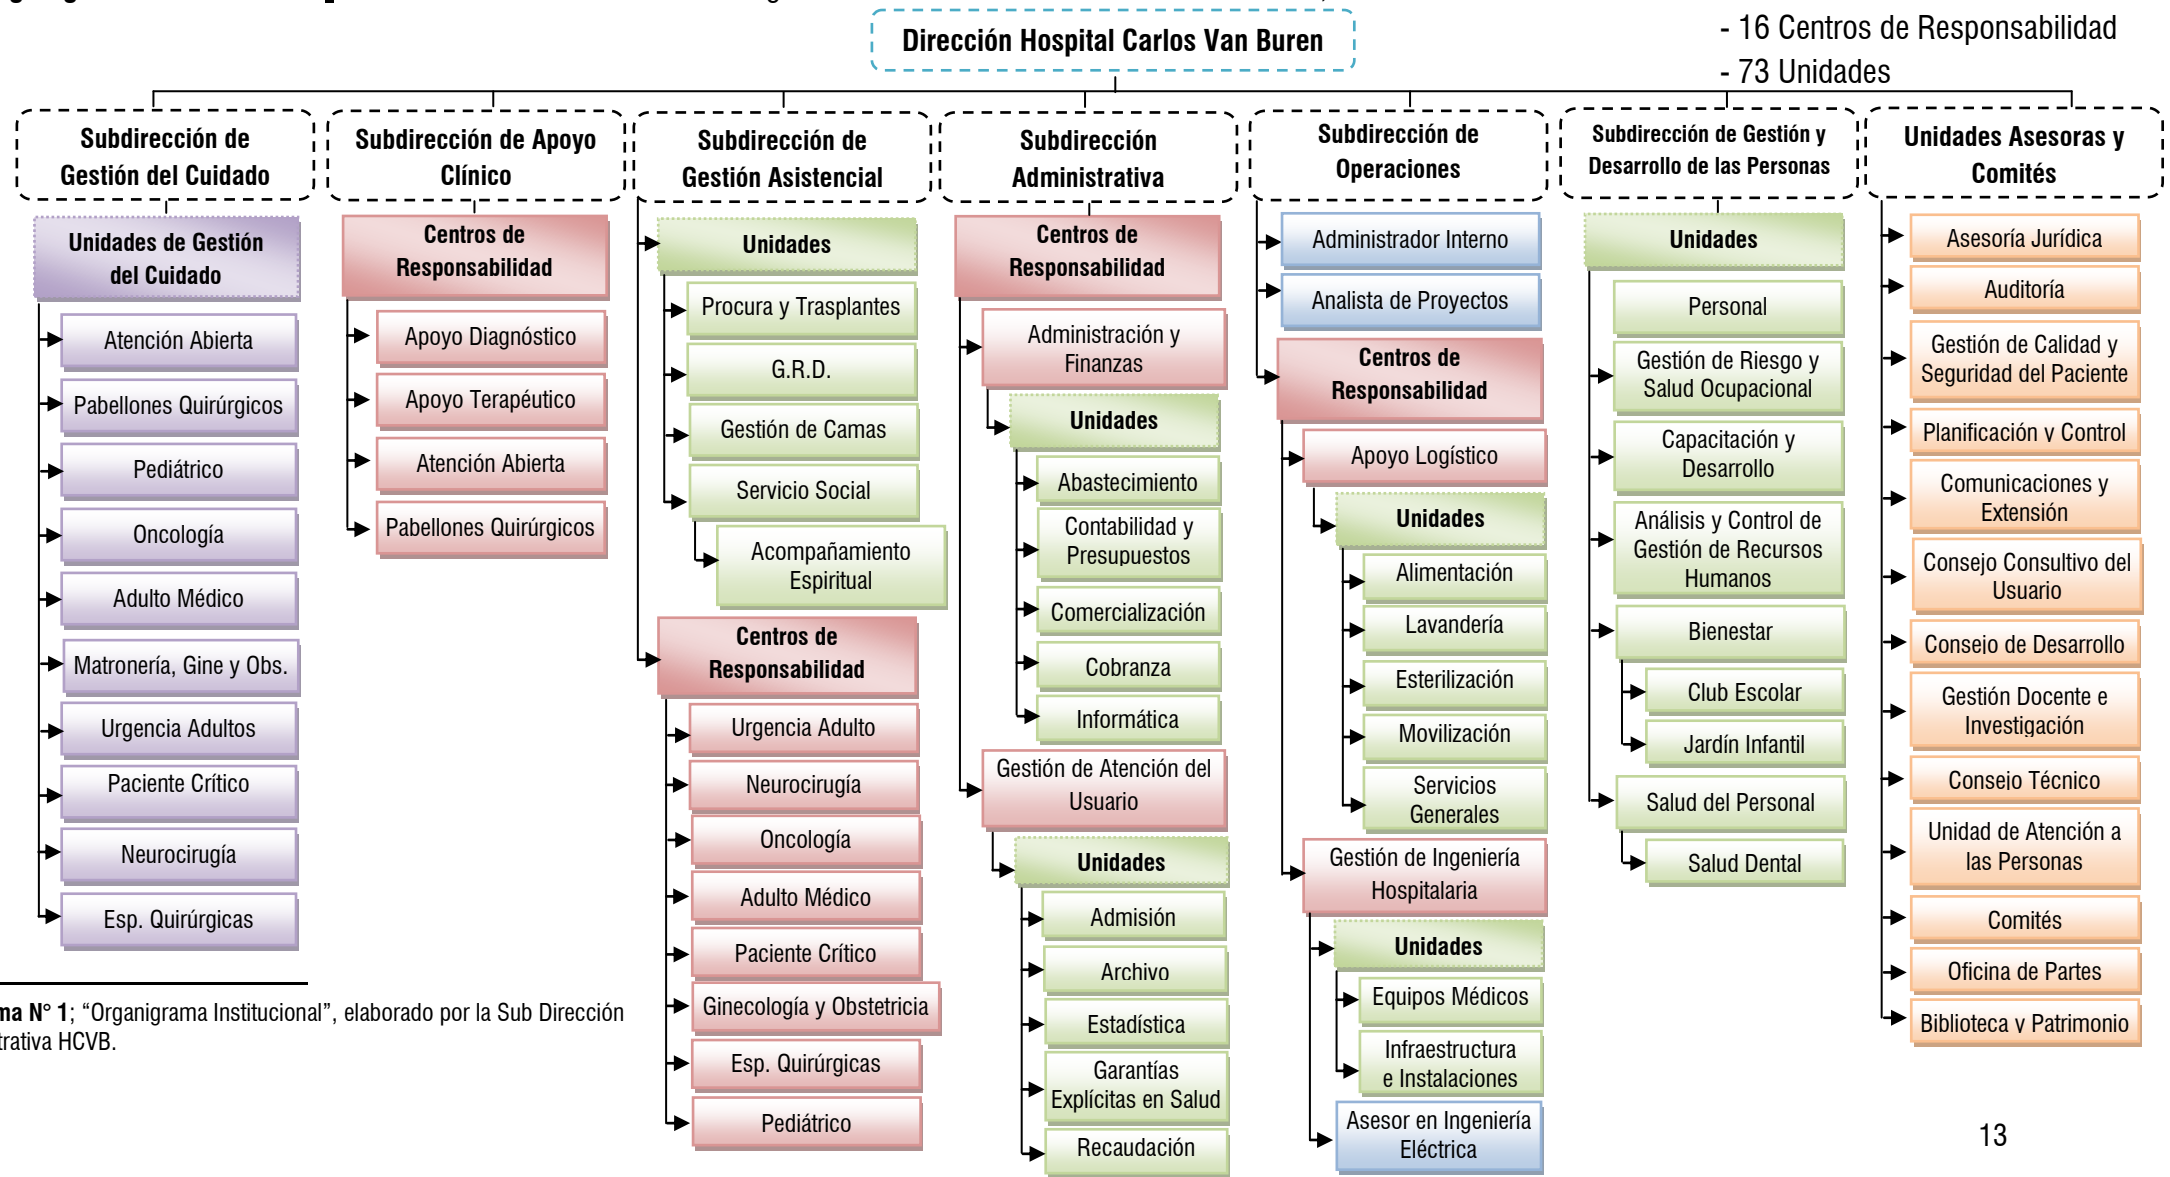 Dirección Hospital Carlos Van Buren
- 16 Centros de Responsabilidad
- 73 Unidades
Subdirección de
Gestión del Cuidado
Unidades de Gestión
del Cuidado
Atención Abierta
Pabellones Quirúrgicos
Pediátrico
Oncología
Adulto Médico
Matronería, Gine y Obs.
Urgencia Adultos
Paciente Crítico
Neurocirugía
Esp. Quirúrgicas
Subdirección de Apoyo
Clínico
Centros de
Responsabilidad
Apoyo Diagnóstico
Apoyo Terapéutico
Atención Abierta
Pabellones Quirúrgicos
Subdirección de
Gestión Asistencial
Unidades
Procura y Trasplantes
G.R.D.
Gestión de Camas
Servicio Social
Acompañamiento
Espiritual
Centros de
Responsabilidad
Urgencia Adulto
Neurocirugía
Oncología
Adulto Médico
Paciente Crítico
Ginecología y Obstetricia
Esp. Quirúrgicas
Pediátrico
Subdirección
Administrativa
Centros de
Responsabilidad
Administración y
Finanzas
Unidades
Abastecimiento
Contabilidad y
Presupuestos
Comercialización
Cobranza
Informática
Gestión de Atención del
Usuario
Unidades
Admisión
Archivo
Estadística
Garantías
Explícitas en Salud
Recaudación
Subdirección de
Operaciones
Administrador Interno
Analista de Proyectos
Centros de
Responsabilidad
Apoyo Logístico
Unidades
Alimentación
Lavandería
Esterilización
Movilización
Servicios
Generales
Gestión de Ingeniería
Hospitalaria
Unidades
Equipos Médicos
Infraestructura
e Instalaciones
Asesor en Ingeniería
Eléctrica
Subdirección de Gestión y
Desarrollo de las Personas
Unidades
Personal
Gestión de Riesgo y
Salud Ocupacional
Capacitación y
Desarrollo
Análisis y Control de
Gestión de Recursos
Humanos
Bienestar
Club Escolar
Jardín Infantil
Salud del Personal
Salud Dental
Unidades Asesoras y
Comités
Asesoría Jurídica
Auditoría
Gestión de Calidad y
Seguridad del Paciente
Planificación y Control
Comunicaciones y
Extensión
Consejo Consultivo del
Usuario
Consejo de Desarrollo
Gestión Docente e
Investigación
Consejo Técnico
Unidad de Atención a
las Personas
Comités
Oficina de Partes
Biblioteca y Patrimonio
ma N° 1; “Organigrama Institucional”, elaborado por la Sub Dirección
trativa HCVB.
13